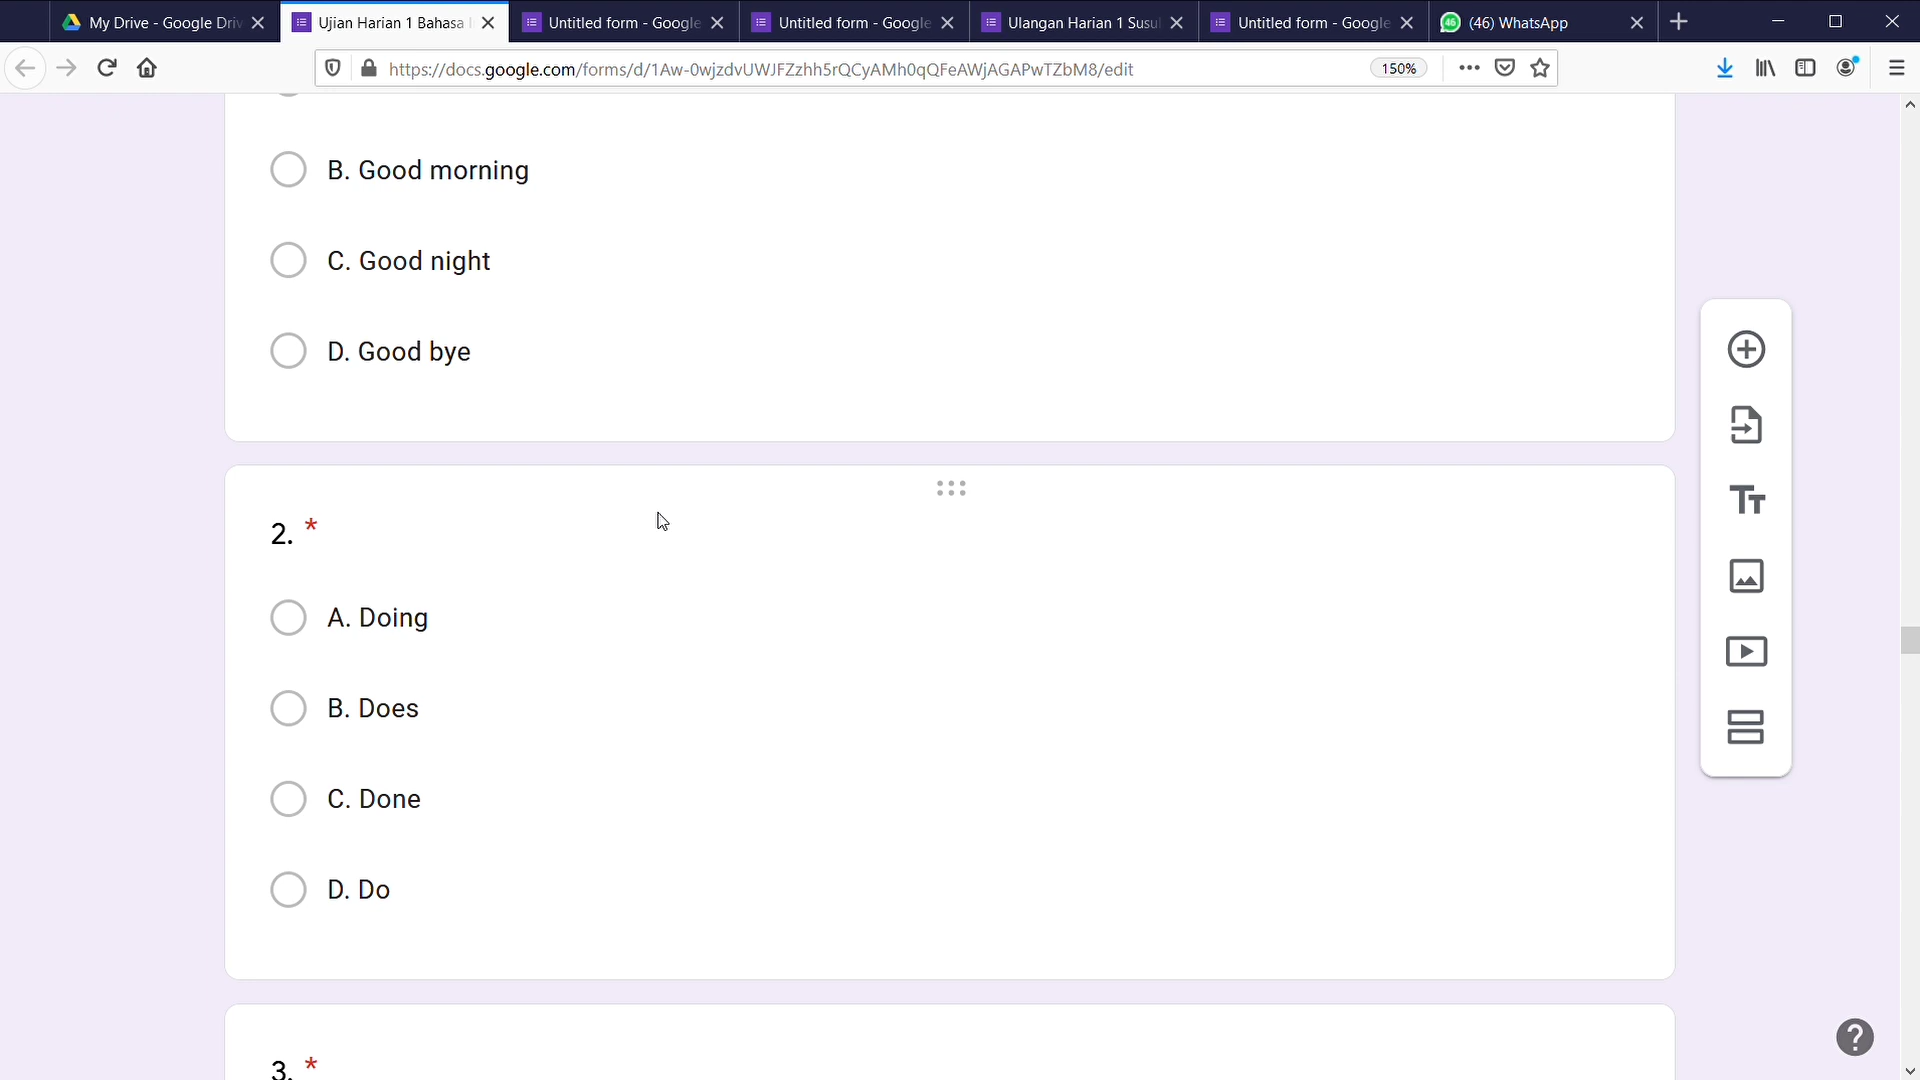 My Drive - Google Driv
Ujian Harian 1 Bahasa I
Untitled form - Google
Untitled form - Google
Ulangan Harian 1 Susu
Untitled form - Google
46
(46) WhatsApp
https://docs.google.com/forms/d/1Aw-0wjzdvUWJFZzhh5rQCyAMh0qQFeAWjAGAPwTZbM8/edit
150%
B. Good morning
C. Good night
D. Good bye
2. *
A. Doing
B. Does
C. Done
D. Do
3. *